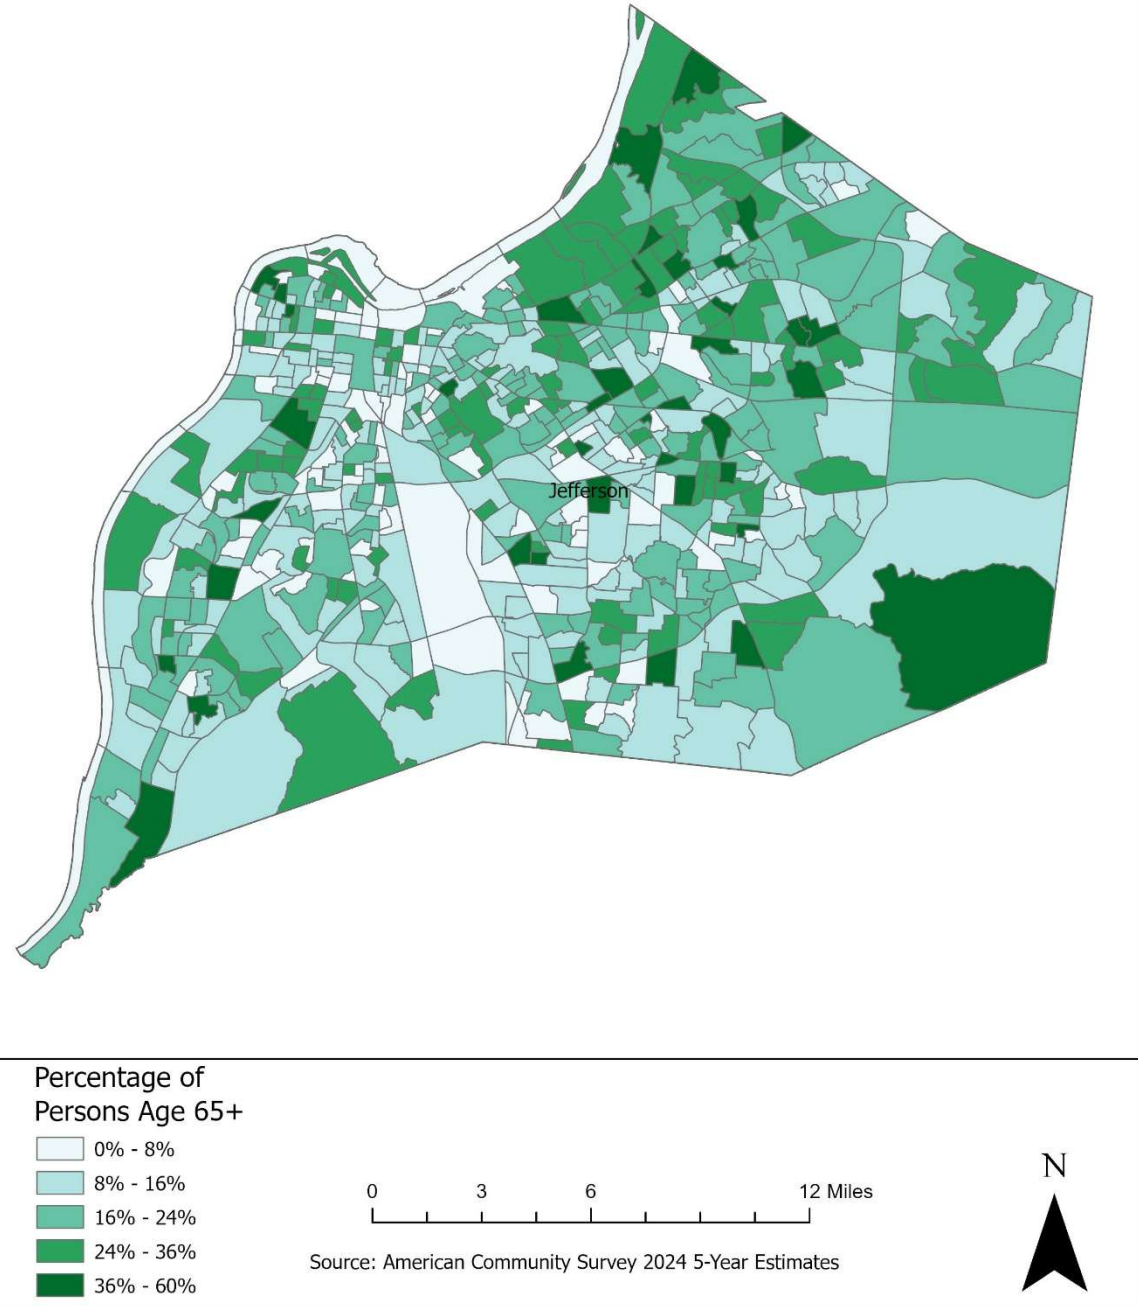 Jefferson
Percentage of
Persons Age 65+
0% - 8%
8% - 16%
16% - 24%
24% - 36%
36% - 60%
0 3 6 12 Miles
Source: American Community Survey 2024 5-Year Estimates
N